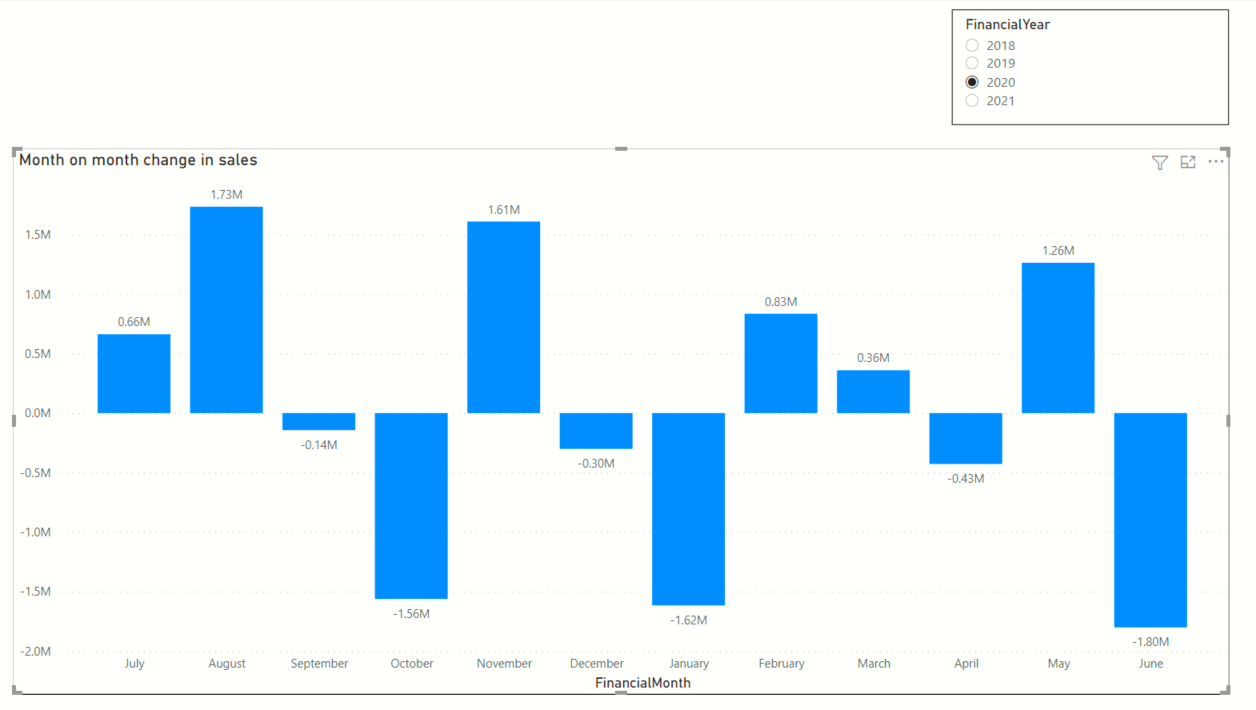 FinancialYear
2018
2019
2020
2021
Month on month change in sales
1.73M
1.61M
1.5M
1.26M
1.0M
0.83M
0.66M
0.5M
0.36M
0.0M
-0.14M
-0.30M
-0.43M
-0.5M
-1.0M
-1.5M
-1.56M
-1.62M
-1.80M
-2.0M
July August September October November December January February March April May June
FinancialMonth